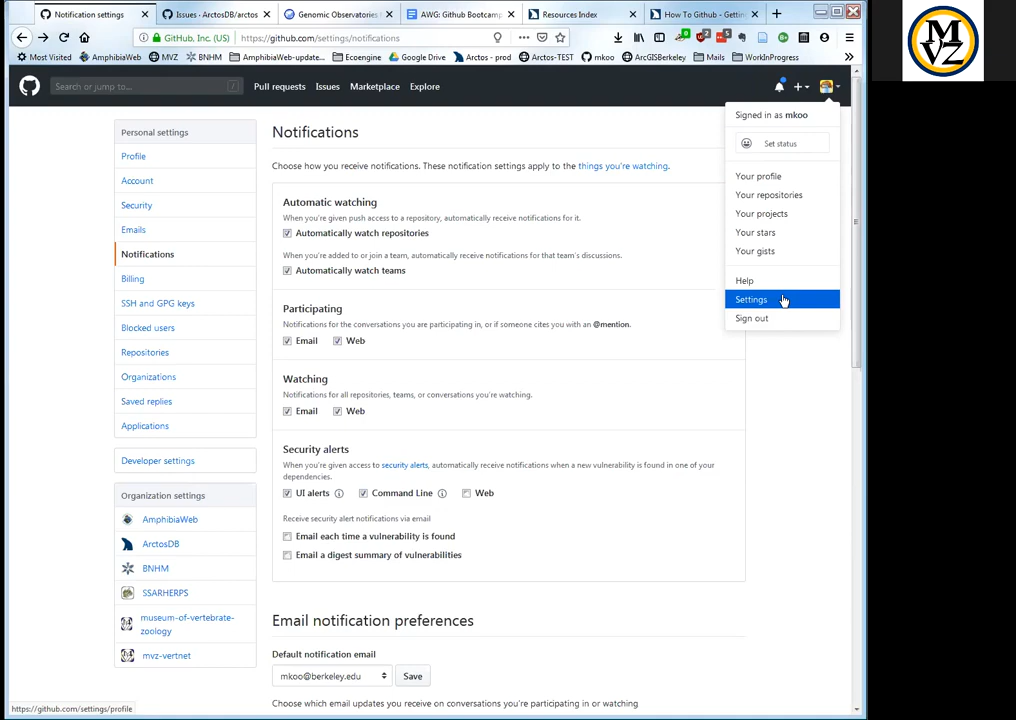 Notification settings
Issues · ArctosDB/arctos
Genomic Observatories
AWG: Github Bootcamp
Resources Index
How To Github - Getti
GitHub, Inc. (US)
https://github.com/settings/notifications
Most Visited
AmphibiaWeb
MVZ
BNHM
AmphibiaWeb-update...
Ecoengine
Google Drive
Arctos - prod
Arctos-TEST
mkoo
ArcGISBerkeley
Mails
WorkInProgress
Search or jump to...
/
Pull requests
Issues
Marketplace
Explore
Signed in as mkoo
Set status
Your profile
Your repositories
Your projects
Your stars
Your gists
Help
Settings
Sign out
Personal settings
Profile
Account
Security
Emails
Notifications
Billing
SSH and GPG keys
Blocked users
Repositories
Organizations
Saved replies
Applications
Developer settings
Organization settings
AmphibiaWeb
ArctosDB
BNHM
SSARHERPS
museum-of-vertebrate-
zoology
mvz-vertnet
Notifications
Choose how you receive notifications. These notification settings apply to the things you're watching.
Automatic watching
When you're given push access to a repository, automatically receive notifications for it.
Automatically watch repositories
When you're added to or join a team, automatically receive notifications for that team's discussions.
Automatically watch teams
Participating
Notifications for the conversations you are participating in, or if someone cites you with an @mention.
Email Web
Watching
Notifications for all repositories, teams, or conversations you're watching.
Email Web
Security alerts
When you're given access to security alerts, automatically receive notifications when a new vulnerability is found in one of your
dependencies.
UI alerts Command Line Web
Receive security alert notifications via email
Email each time a vulnerability is found
Email a digest summary of vulnerabilities
Email notification preferences
Default notification email
mkoo@berkeley.edu Save
Choose which email updates you receive on conversations you're participating in or watching
https://github.com/settings/profile
MVZ